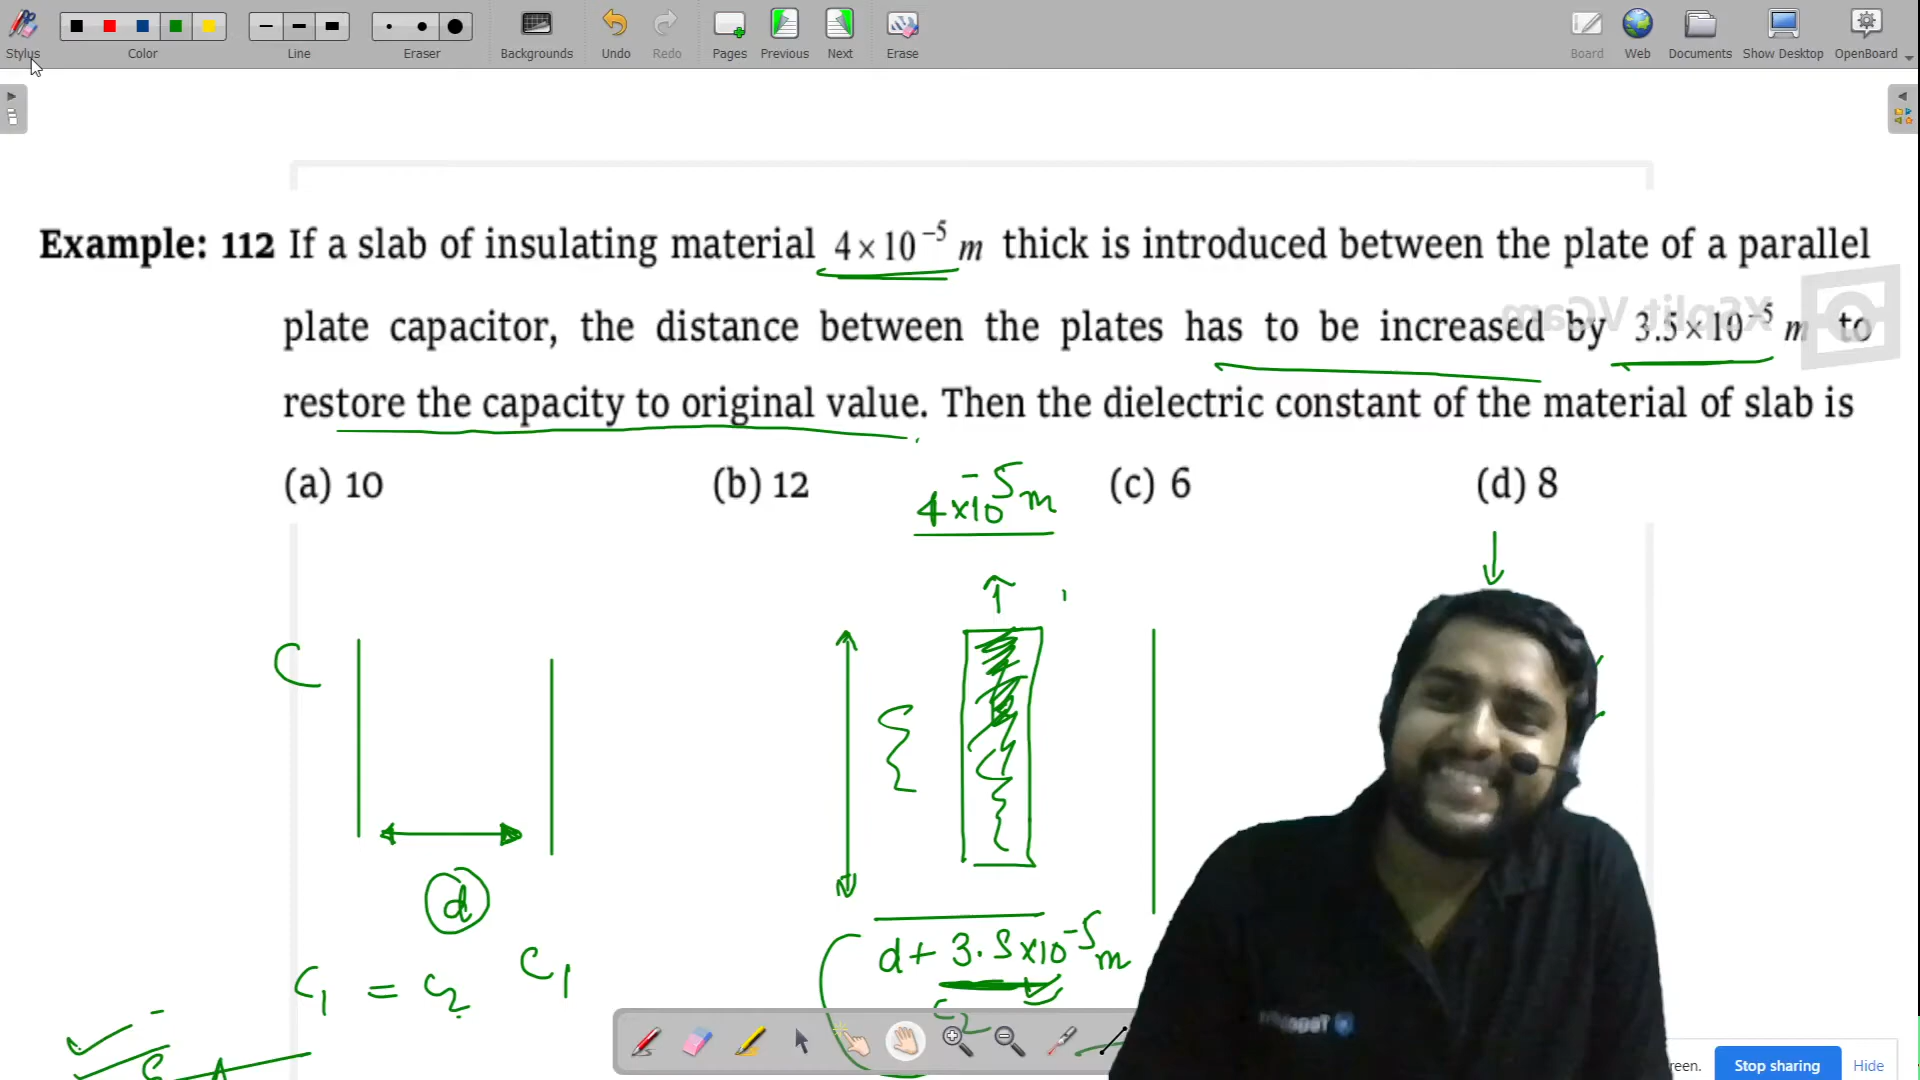 Stylus Color Line Eraser Backgrounds Undo Redo Pages Previous Next Erase Board Web Documents Show Desktop OpenBoard
Example: 112 If a slab of insulating material 4×10⁻⁵ m thick is introduced between the plate of a parallel
plate capacitor, the distance between the plates has to be increased by 3.5×10⁻⁵ m to
XSplit VCam
restore the capacity to original value. Then the dielectric constant of the material of slab is
(a) 10 (b) 12 (c) 6 (d) 8
4×10⁻⁵ m
C
d
d + 3.5×10⁻⁵ m
C₁
C₁ = C₂
C₂
reen. Stop sharing Hide